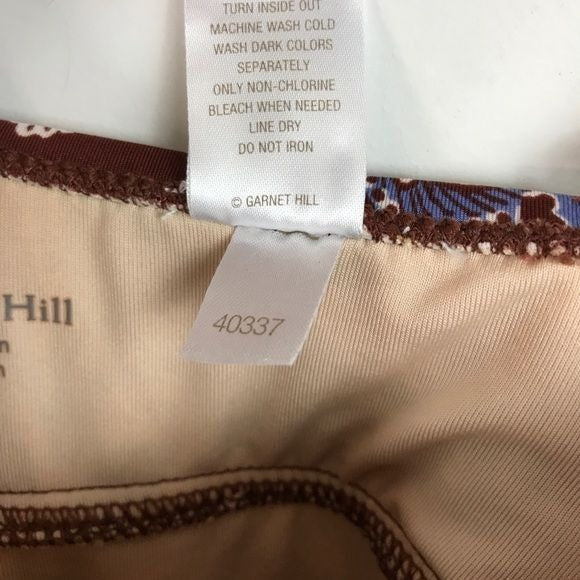 TURN INSIDE OUT
MACHINE WASH COLD
WASH DARK COLORS
SEPARATELY
ONLY NON-CHLORINE
BLEACH WHEN NEEDED
LINE DRY
DO NOT IRON
© GARNET HILL
40337
Hill